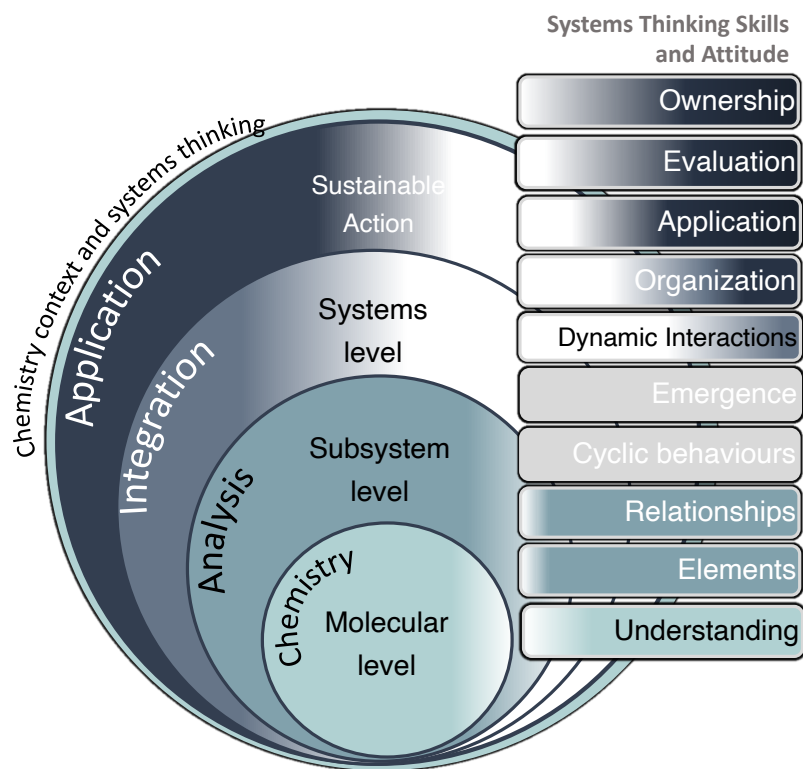 Systems Thinking Skills
and Attitude
Chemistry context and systems thinking
Application
Integration
Analysis
Chemistry
Sustainable
Action
Systems
level
Subsystem
level
Molecular
level
Ownership
Evaluation
Application
Organization
Dynamic Interactions
Emergence
Cyclic behaviours
Relationships
Elements
Understanding